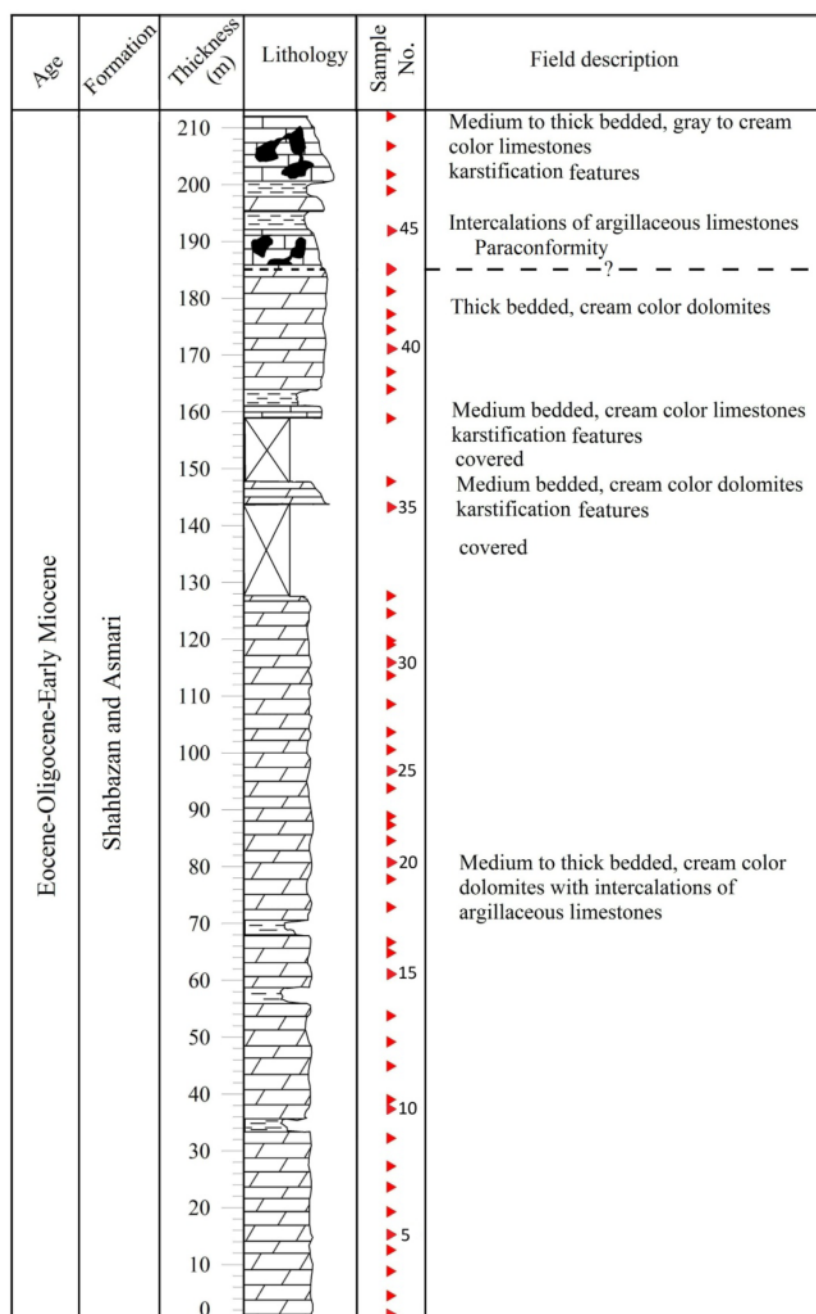 Age
Formation
Thickness
(m)
Lithology
Sample
No.
Field description
Eocene-Oligocene-Early Miocene
Shahbazan and Asmari
210
200
190
180
170
160
150
140
130
120
110
100
90
80
70
60
50
40
30
20
10
0
45
40
35
30
25
20
15
10
5
Medium to thick bedded, gray to cream
color limestones
karstification features
Intercalations of argillaceous limestones
Paraconformity
?
Thick bedded, cream color dolomites
Medium bedded, cream color limestones
karstification features
covered
Medium bedded, cream color dolomites
karstification features
covered
Medium to thick bedded, cream color
dolomites with intercalations of
argillaceous limestones